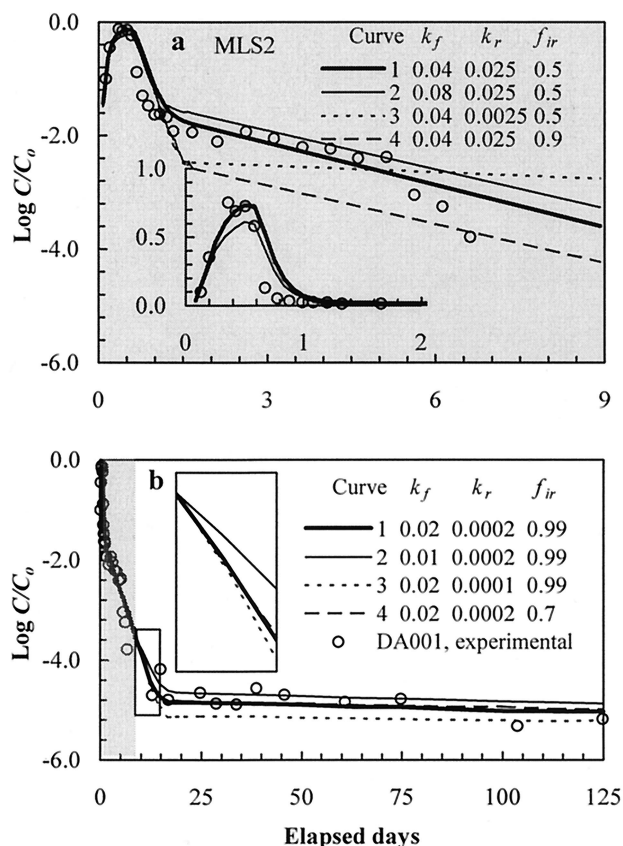 a MLS2 Curve k_f k_r f_ir
1 0.04 0.025 0.5
2 0.08 0.025 0.5
3 0.04 0.0025 0.5
4 0.04 0.025 0.9
0.0
-2.0
-4.0
-6.0
Log C/C_o
1.0
0.5
0.0
0 1 2
0 3 6 9
b Curve k_f k_r f_ir
1 0.02 0.0002 0.99
2 0.01 0.0002 0.99
3 0.02 0.0001 0.99
4 0.02 0.0002 0.7
DA001, experimental
0.0
-2.0
-4.0
-6.0
Log C/C_o
0 25 50 75 100 125
Elapsed days